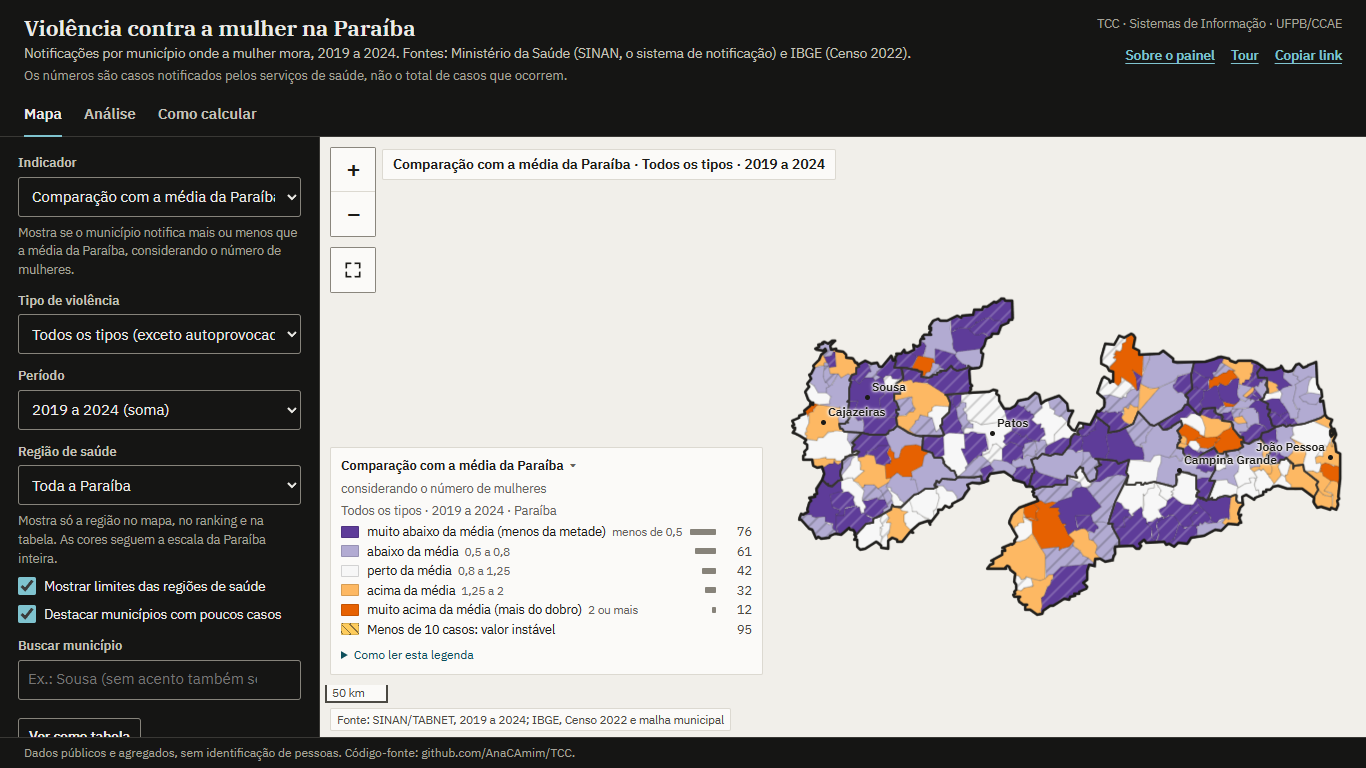 Violência contra a mulher na Paraíba
TCC · Sistemas de Informação · UFPB/CCAE
Notificações por município onde a mulher mora, 2019 a 2024. Fontes: Ministério da Saúde (SINAN, o sistema de notificação) e IBGE (Censo 2022).
Sobre o painel Tour Copiar link
Os números são casos notificados pelos serviços de saúde, não o total de casos que ocorrem.
Mapa Análise Como calcular
Indicador
Comparação com a média da Paraíba
Mostra se o município notifica mais ou menos que
a média da Paraíba, considerando o número de
mulheres.
Tipo de violência
Todos os tipos (exceto autoprovocac
Período
2019 a 2024 (soma)
Região de saúde
Toda a Paraíba
Mostra só a região no mapa, no ranking e na
tabela. As cores seguem a escala da Paraíba
inteira.
Mostrar limites das regiões de saúde
Destacar municípios com poucos casos
Buscar município
Ex.: Sousa (sem acento também se
Ver como tabela
+
−
Comparação com a média da Paraíba · Todos os tipos · 2019 a 2024
Sousa
Cajazeiras
Patos
João Pessoa
Campina Grande
Comparação com a média da Paraíba
considerando o número de mulheres
Todos os tipos · 2019 a 2024 · Paraíba
muito abaixo da média (menos da metade) menos de 0,5 76
abaixo da média 0,5 a 0,8 61
perto da média 0,8 a 1,25 42
acima da média 1,25 a 2 32
muito acima da média (mais do dobro) 2 ou mais 12
Menos de 10 casos: valor instável 95
Como ler esta legenda
50 km
Fonte: SINAN/TABNET, 2019 a 2024; IBGE, Censo 2022 e malha municipal
Dados públicos e agregados, sem identificação de pessoas. Código-fonte: github.com/AnaCAmim/TCC.